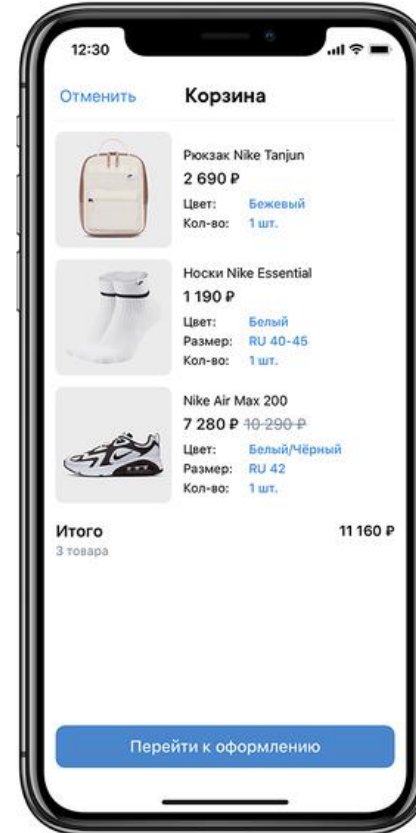 12:30
Отменить Корзина
Рюкзак Nike Tanjun
2 690 ₽
Цвет: Бежевый
Кол-во: 1 шт.
Носки Nike Essential
1 190 ₽
Цвет: Белый
Размер: RU 40-45
Кол-во: 1 шт.
Nike Air Max 200
7 280 ₽ 10 290 ₽
Цвет: Белый/Чёрный
Размер: RU 42
Кол-во: 1 шт.
Итого 11 160 ₽
3 товара
Перейти к оформлению